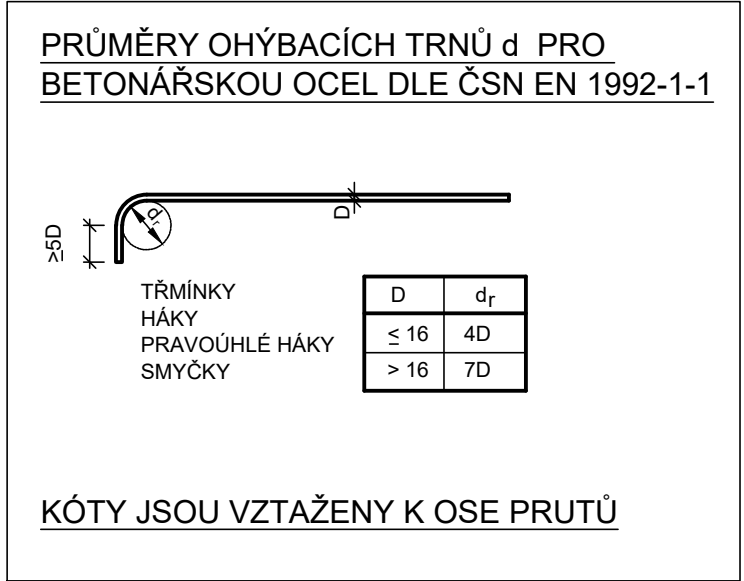 PRŮMĚRY OHÝBACÍCH TRNŮ d PRO
BETONÁŘSKOU OCEL DLE ČSN EN 1992-1-1
≥5D
dr
D
TŘMÍNKY
HÁKY
PRAVOÚHLÉ HÁKY
SMYČKY
D dr
≤ 16 4D
> 16 7D
KÓTY JSOU VZTAŽENY K OSE PRUTŮ